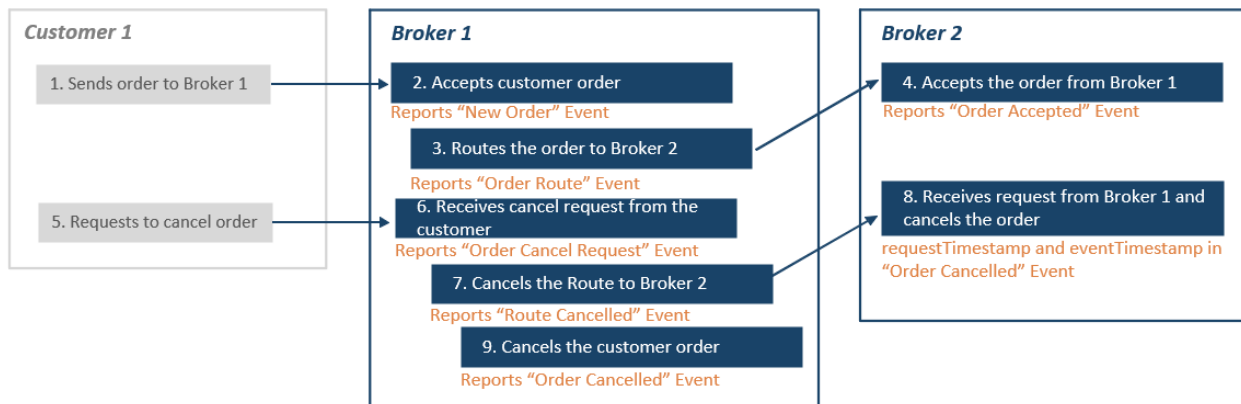 Customer 1
1. Sends order to Broker 1
5. Requests to cancel order
Broker 1
2. Accepts customer order
Reports “New Order” Event
3. Routes the order to Broker 2
Reports “Order Route” Event
6. Receives cancel request from the
customer
Reports “Order Cancel Request” Event
7. Cancels the Route to Broker 2
Reports “Route Cancelled” Event
9. Cancels the customer order
Reports “Order Cancelled” Event
Broker 2
4. Accepts the order from Broker 1
Reports “Order Accepted” Event
8. Receives request from Broker 1 and
cancels the order
requestTimestamp and eventTimestamp in
“Order Cancelled” Event